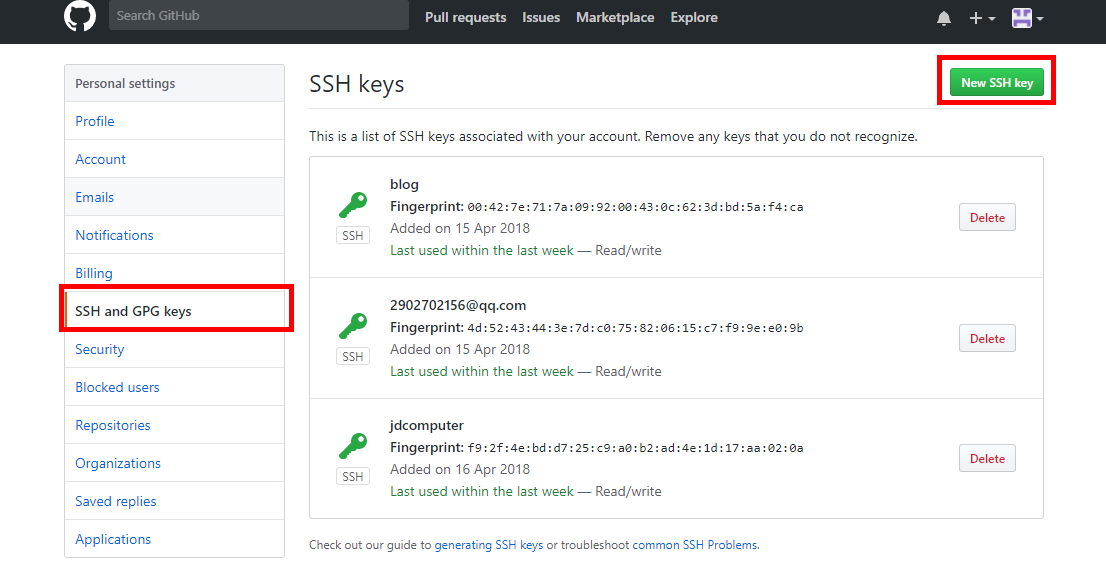 Search GitHub
Pull requests Issues Marketplace Explore
Personal settings
Profile
Account
Emails
Notifications
Billing
SSH and GPG keys
Security
Blocked users
Repositories
Organizations
Saved replies
Applications
SSH keys
New SSH key
This is a list of SSH keys associated with your account. Remove any keys that you do not recognize.
SSH
blog
Fingerprint: 00:42:7e:71:7a:09:92:00:43:0c:62:3d:bd:5a:f4:ca
Added on 15 Apr 2018
Last used within the last week — Read/write
Delete
SSH
2902702156@qq.com
Fingerprint: 4d:52:43:44:3e:7d:c0:75:82:06:15:c7:f9:9e:e0:9b
Added on 15 Apr 2018
Last used within the last week — Read/write
Delete
SSH
jdcomputer
Fingerprint: f9:2f:4e:bd:d7:25:c9:a0:b2:ad:4e:1d:17:aa:02:0a
Added on 16 Apr 2018
Last used within the last week — Read/write
Delete
Check out our guide to generating SSH keys or troubleshoot common SSH Problems.